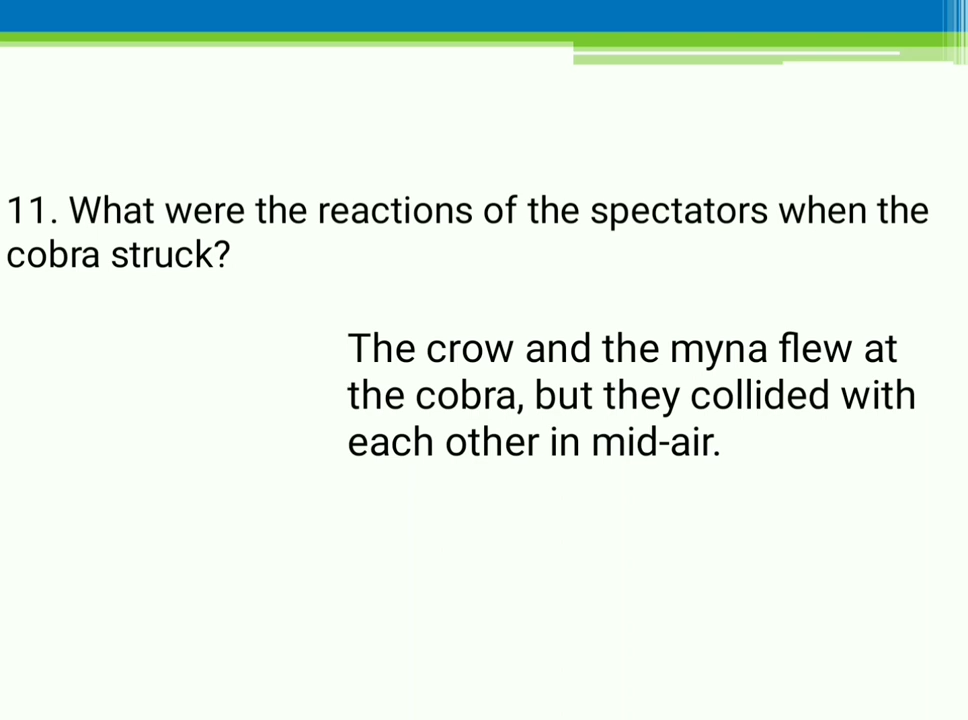 11. What were the reactions of the spectators when the
cobra struck?
The crow and the myna flew at
the cobra, but they collided with
each other in mid-air.